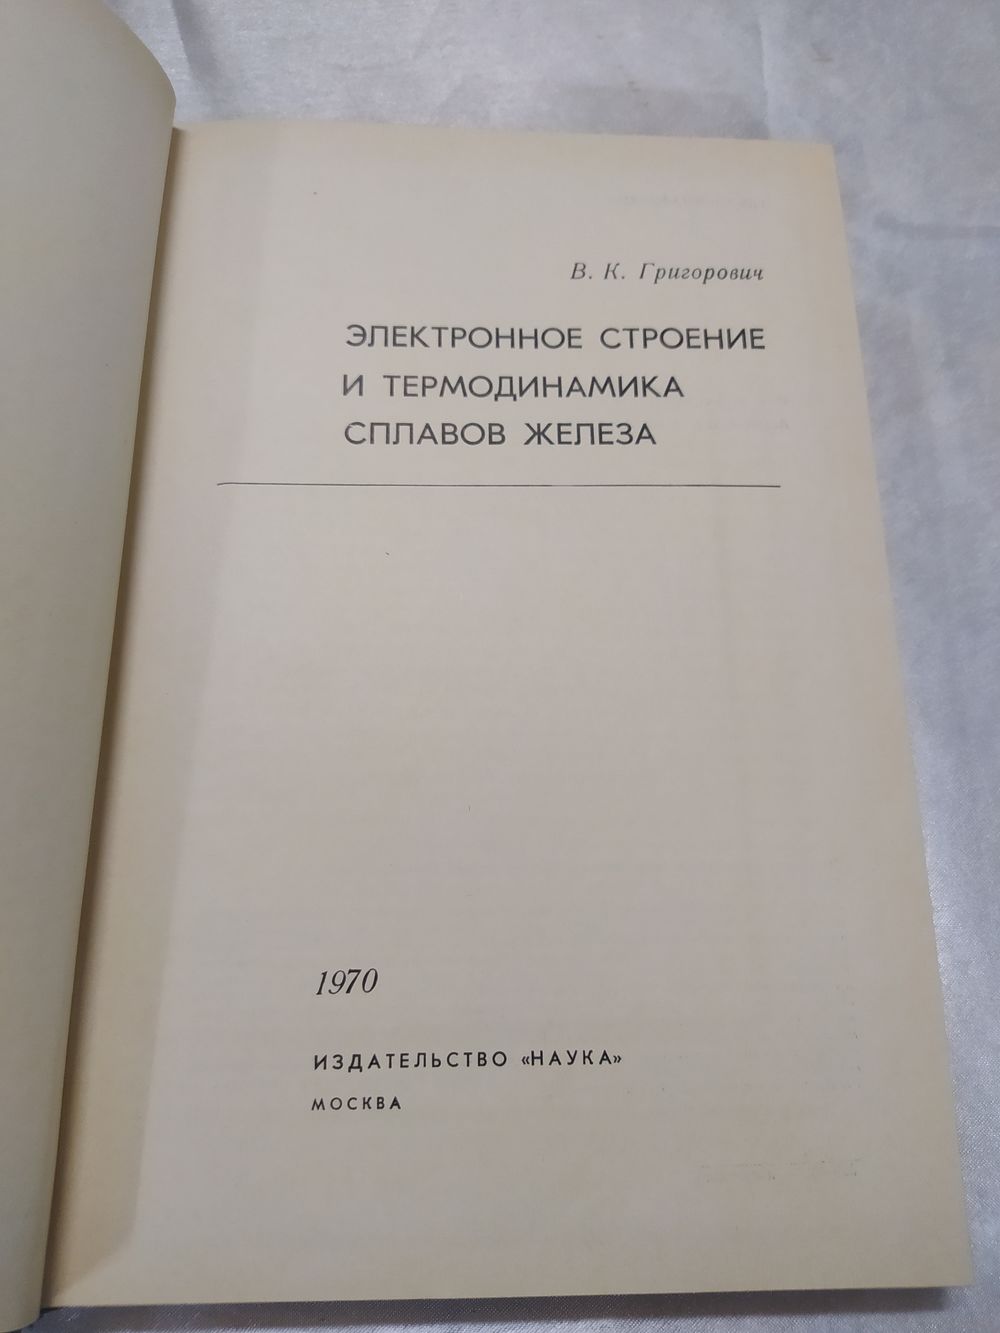 В. К. Григорович
ЭЛЕКТРОННОЕ СТРОЕНИЕ
И ТЕРМОДИНАМИКА
СПЛАВОВ ЖЕЛЕЗА
1970
ИЗДАТЕЛЬСТВО «НАУКА»
МОСКВА